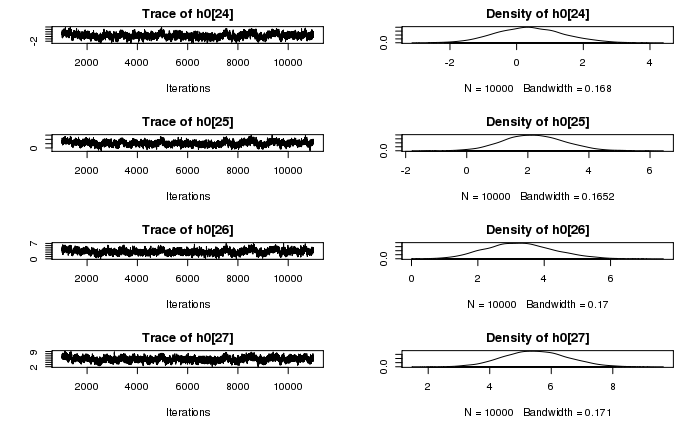 Trace of h0[24]
Density of h0[24]
-2
0.0
2000 4000 6000 8000 10000
-2 0 2 4
Iterations
N = 10000 Bandwidth = 0.168
Trace of h0[25]
Density of h0[25]
0
0.0
2000 4000 6000 8000 10000
-2 0 2 4 6
Iterations
N = 10000 Bandwidth = 0.1652
Trace of h0[26]
Density of h0[26]
0 7
0.0
2000 4000 6000 8000 10000
0 2 4 6
Iterations
N = 10000 Bandwidth = 0.17
Trace of h0[27]
Density of h0[27]
2 9
0.0
2000 4000 6000 8000 10000
2 4 6 8
Iterations
N = 10000 Bandwidth = 0.171